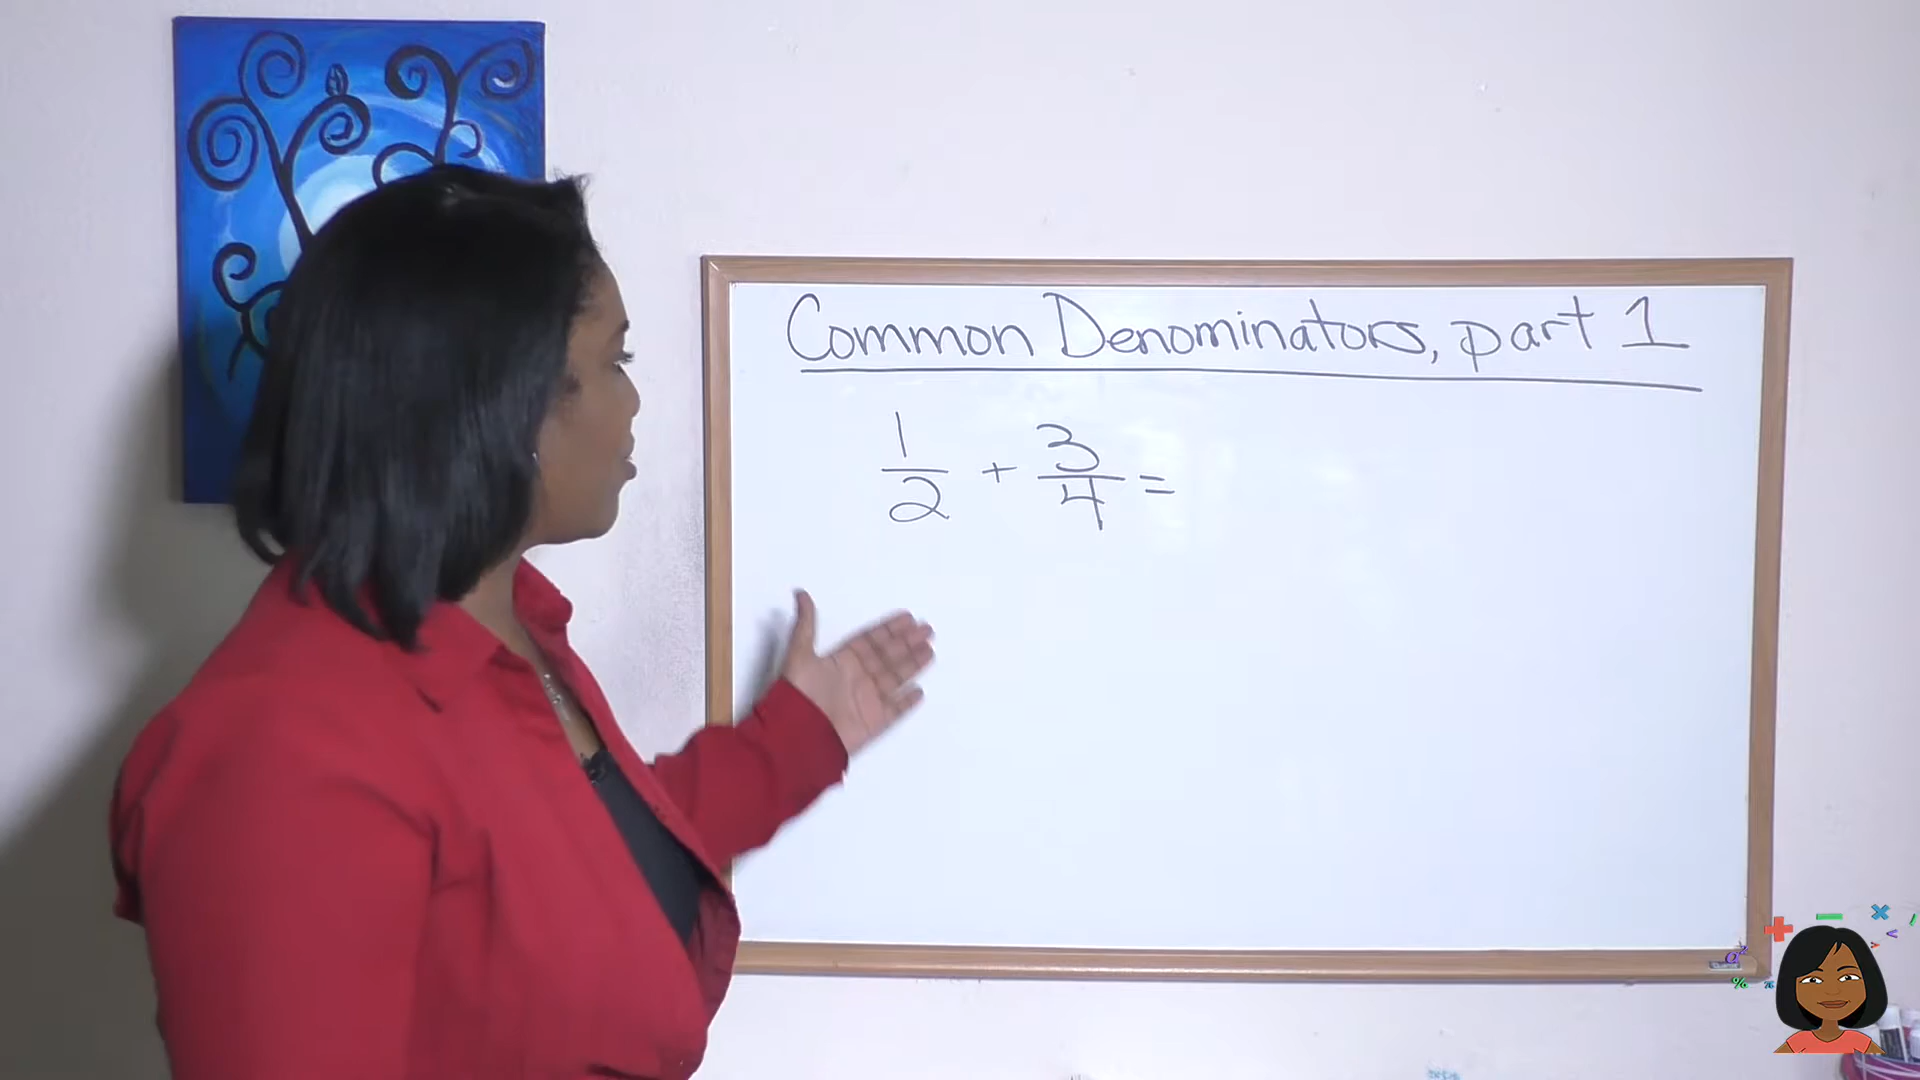 Common Denominators, part 1
1/2 + 3/4 =